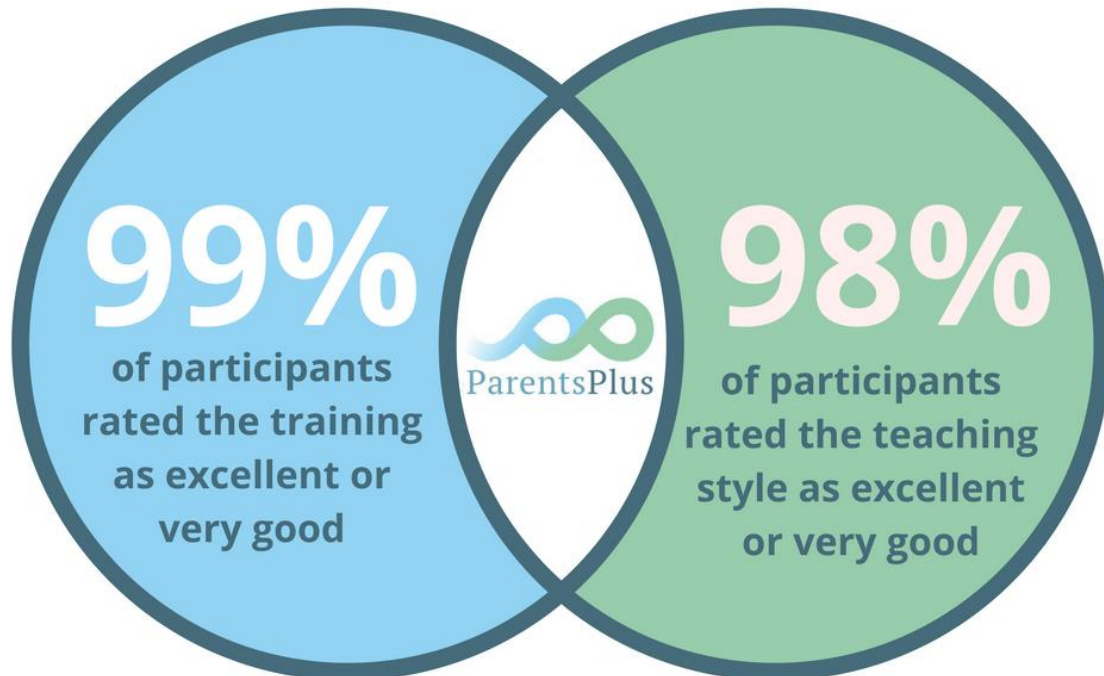 99%
of participants
rated the training
as excellent or
very good
ParentsPlus
98%
of participants
rated the teaching
style as excellent
or very good